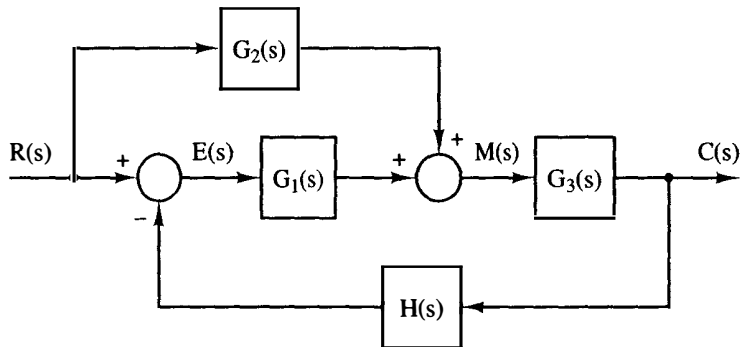 G₂(s)
R(s)
+
E(s)
G₁(s)
+
+
M(s)
G₃(s)
C(s)
−
H(s)